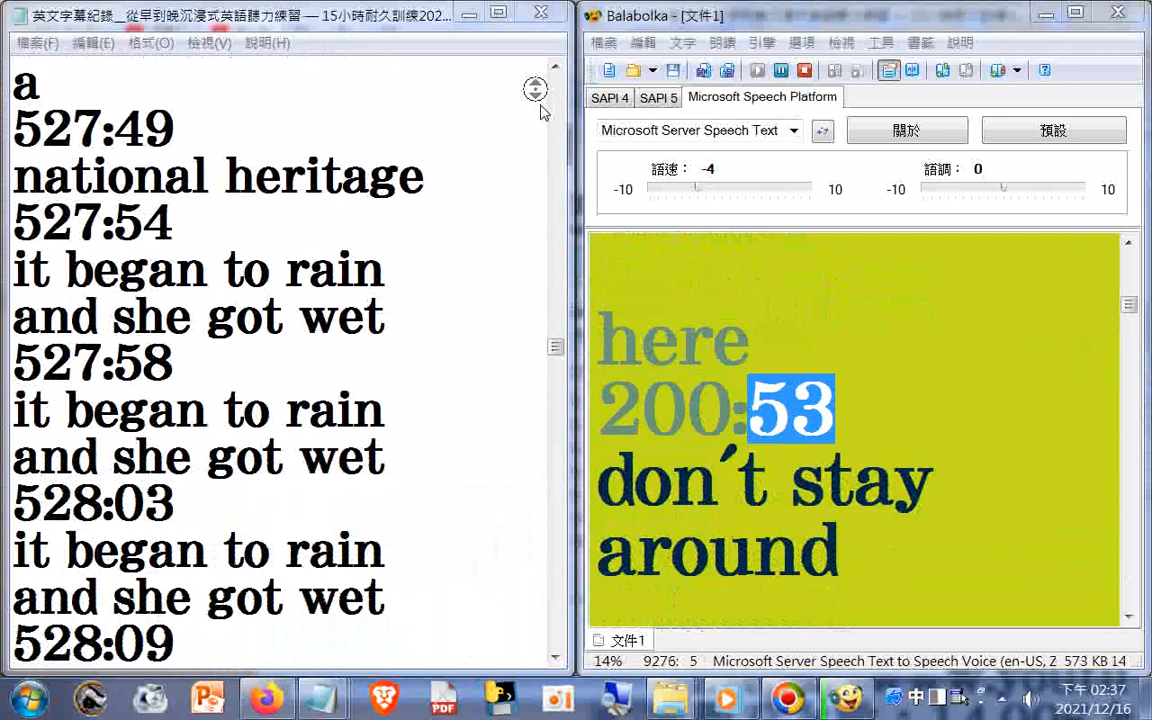 英文字幕紀錄__從早到晚沉浸式英語聽力練習 — 15小時耐久訓練202...
檔案(F) 編輯(E) 格式(O) 檢視(V) 說明(H)
a
527:49
national heritage
527:54
it began to rain
and she got wet
527:58
it began to rain
and she got wet
528:03
it began to rain
and she got wet
528:09
Balabolka - [文件1]
檔案 編輯 文字 朗讀 引擎 選項 檢視 工具 書籤 說明
SAPI 4 SAPI 5 Microsoft Speech Platform
Microsoft Server Speech Text 關於 預設
語速： -4 語調： 0
-10 10 -10 10
here
200:53
don't stay
around
文件1
14% 9276: 5 Microsoft Server Speech Text to Speech Voice (en-US, Z 573 KB 14
PDF 中 下午 02:37
2021/12/16